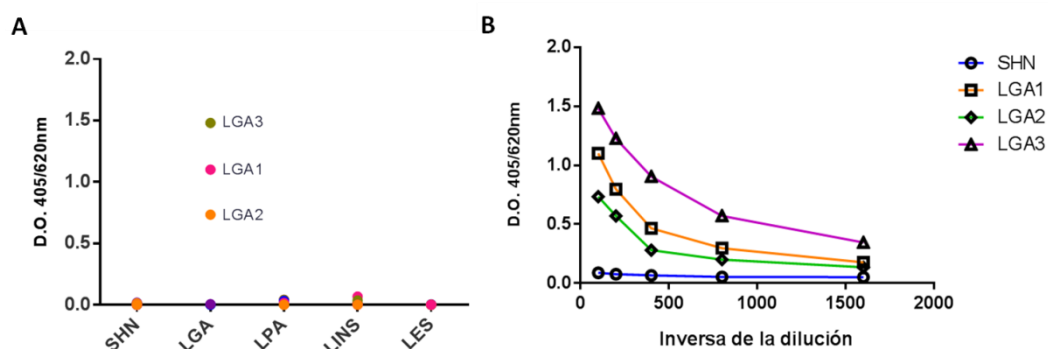 A
D.O. 405/620nm
2.0
1.5
1.0
0.5
0.0
LGA3
LGA1
LGA2
SHN
LGA
LPA
LINS
LES
B
D.O. 405/620nm
2.0
1.5
1.0
0.5
0.0
0
500
1000
1500
2000
Inversa de la dilución
SHN
LGA1
LGA2
LGA3